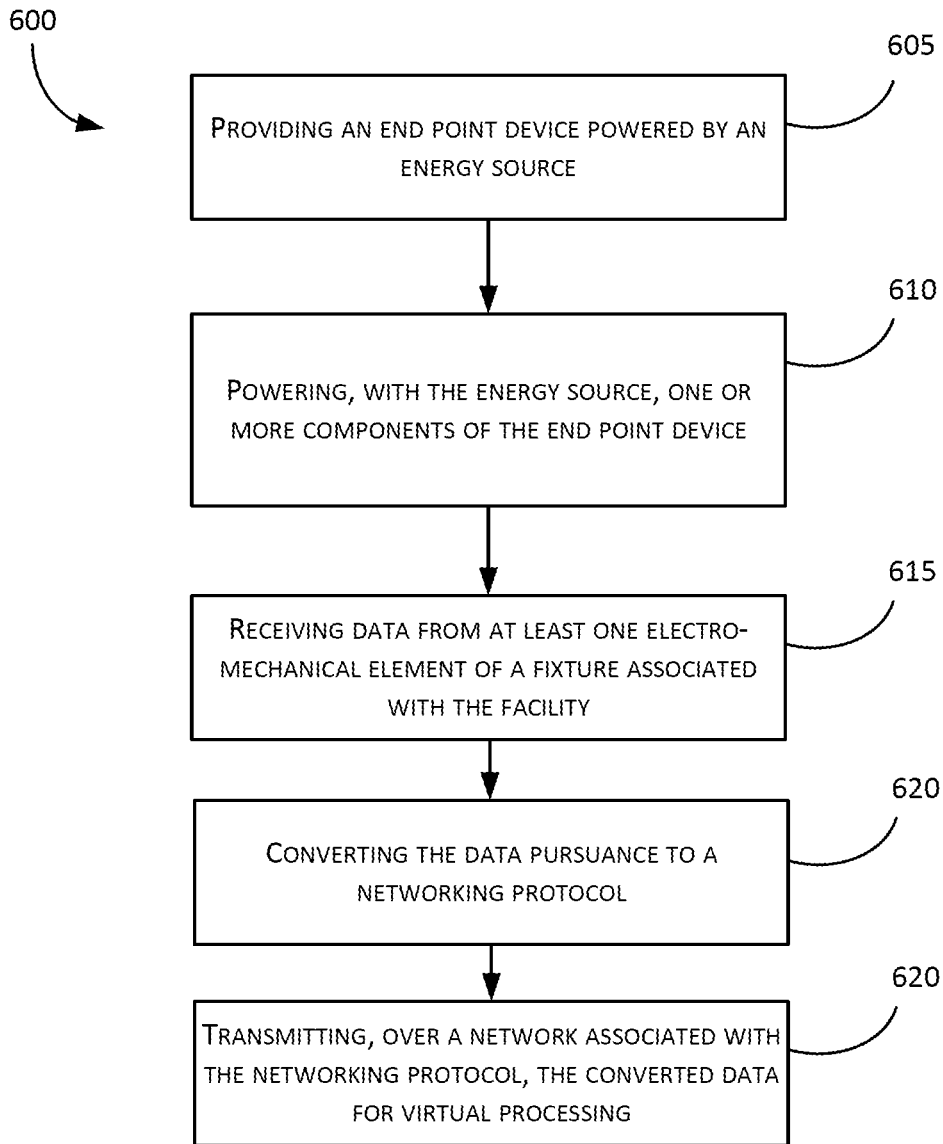 600
605
PROVIDING AN END POINT DEVICE POWERED BY AN
ENERGY SOURCE
610
POWERING, WITH THE ENERGY SOURCE, ONE OR
MORE COMPONENTS OF THE END POINT DEVICE
615
RECEIVING DATA FROM AT LEAST ONE ELECTRO-
MECHANICAL ELEMENT OF A FIXTURE ASSOCIATED
WITH THE FACILITY
620
CONVERTING THE DATA PURSUANCE TO A
NETWORKING PROTOCOL
620
TRANSMITTING, OVER A NETWORK ASSOCIATED WITH
THE NETWORKING PROTOCOL, THE CONVERTED DATA
FOR VIRTUAL PROCESSING